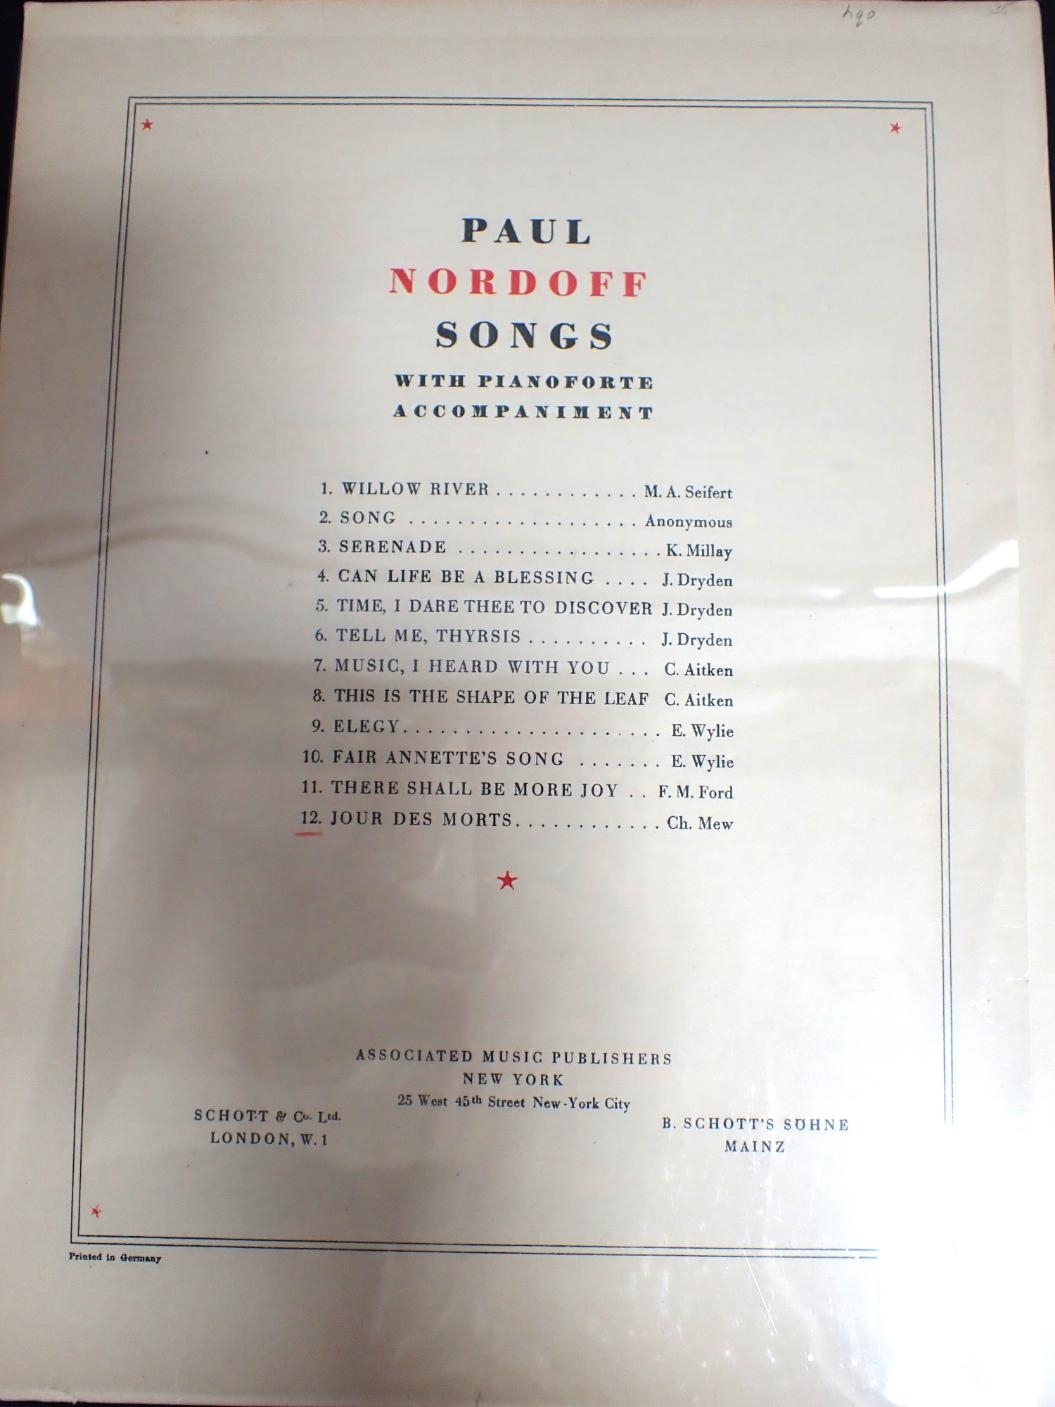 PAUL
NORDOFF
SONGS
WITH PIANOFORTE
ACCOMPANIMENT
1. WILLOW RIVER . . . . . . . . . . . . M. A. Seifert
2. SONG . . . . . . . . . . . . . . . . . . . Anonymous
3. SERENADE . . . . . . . . . . . . . . . . . K. Millay
4. CAN LIFE BE A BLESSING . . . . J. Dryden
5. TIME, I DARE THEE TO DISCOVER J. Dryden
6. TELL ME, THYRSIS . . . . . . . . . . J. Dryden
7. MUSIC, I HEARD WITH YOU . . . C. Aitken
8. THIS IS THE SHAPE OF THE LEAF C. Aitken
9. ELEGY. . . . . . . . . . . . . . . . . . . . . . E. Wylie
10. FAIR ANNETTE'S SONG . . . . . . . E. Wylie
11. THERE SHALL BE MORE JOY . . F. M. Ford
12. JOUR DES MORTS. . . . . . . . . . . . Ch. Mew
ASSOCIATED MUSIC PUBLISHERS
NEW YORK
25 West 45th Street New-York City
SCHOTT & Co. Ltd.
LONDON, W. 1
B. SCHOTT'S SÖHNE
MAINZ
Printed in Germany